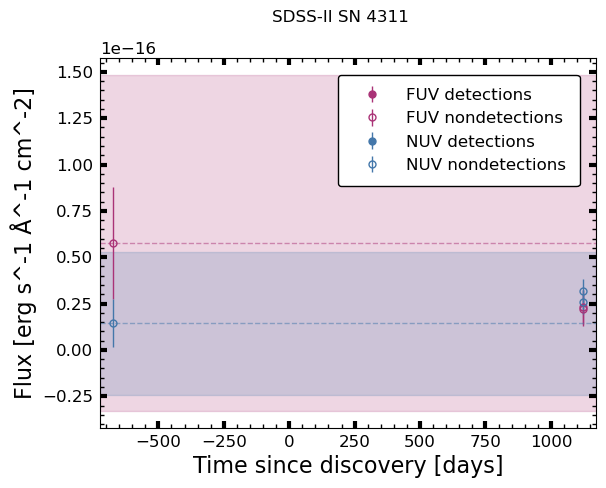 SDSS-II SN 4311
1e−16
1.50
1.25
1.00
0.75
0.50
0.25
0.00
−0.25
Flux [erg s^-1 Å^-1 cm^-2]
FUV detections
FUV nondetections
NUV detections
NUV nondetections
−500 −250 0 250 500 750 1000
Time since discovery [days]